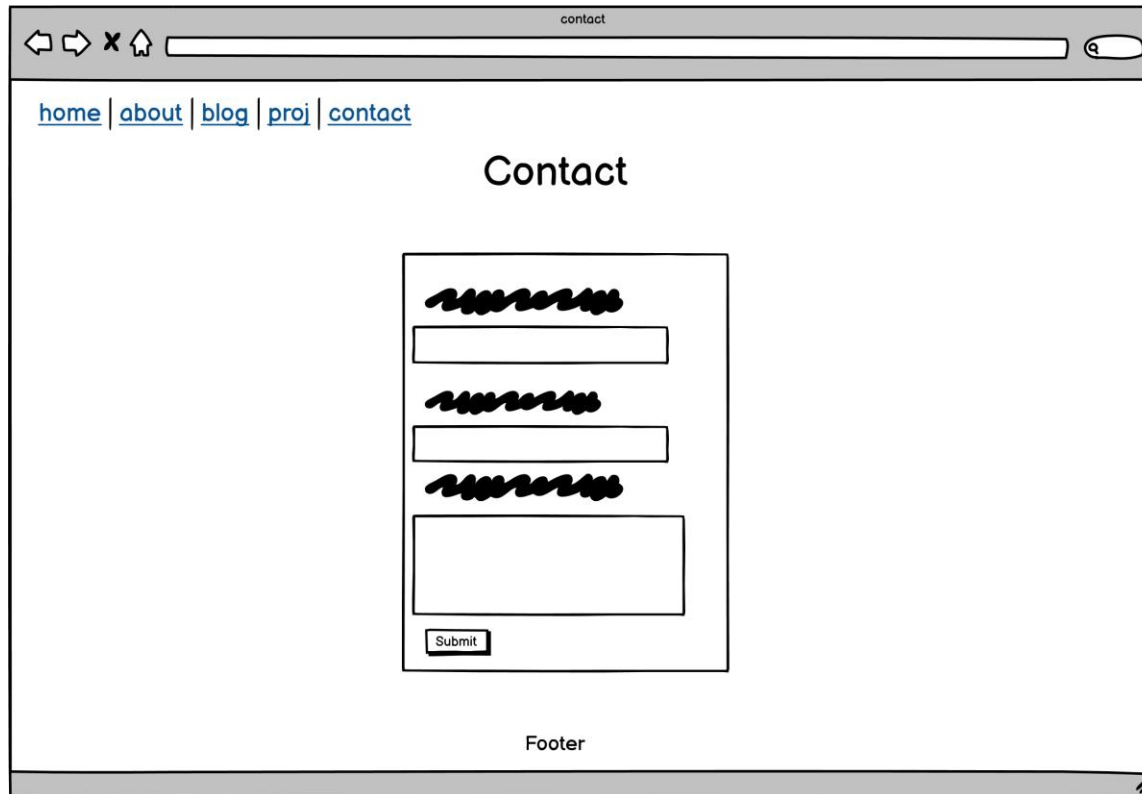 contact
home | about | blog | proj | contact
Contact
Submit
Footer